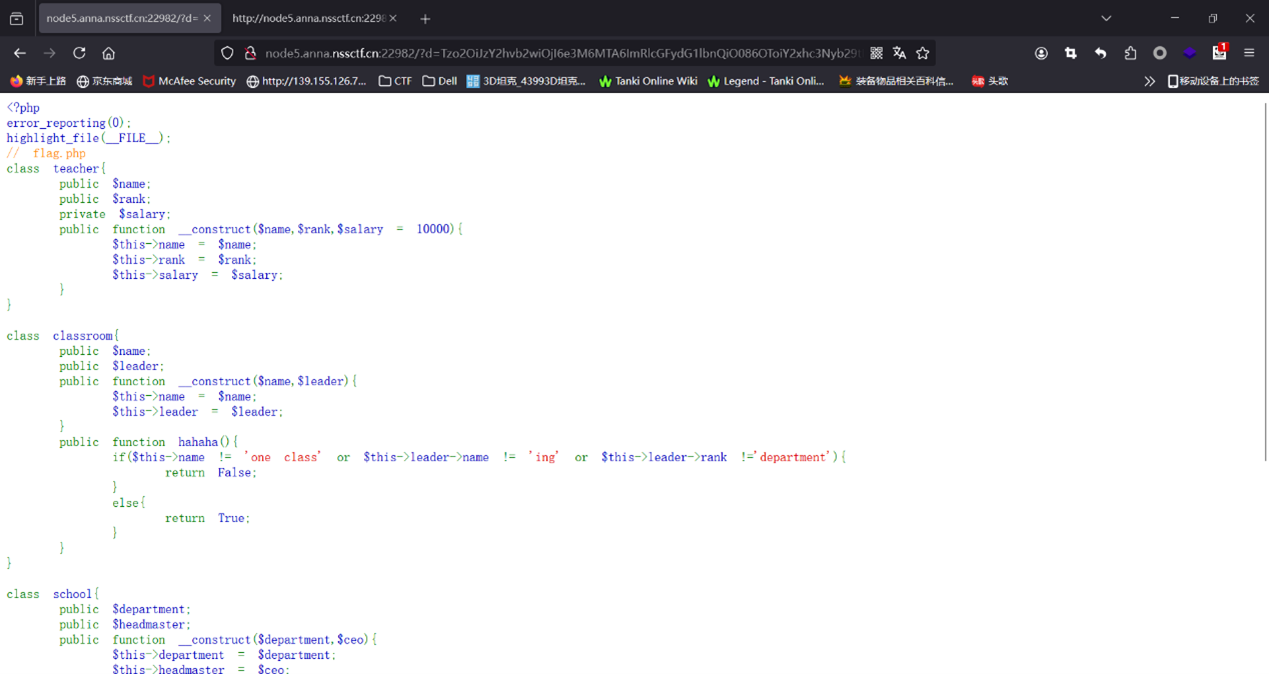 node5.anna.nssctf.cn:22982/?d=
http://node5.anna.nssctf.cn:2298
node5.anna.nssctf.cn:22982/?d=
新手上路 京东商城 McAfee Security http://139.155.126.7... CTF Dell 3D坦克_43993D坦克... Tanki Online Wiki Legend - Tanki Onli... 装备物品相关百科信... 头歌 移动设备上的书签
<?php
error_reporting(0);
highlight_file(__FILE__);
// flag.php
class teacher{
public $name;
public $rank;
private $salary;
public function __construct($name,$rank,$salary = 10000){
$this->name = $name;
$this->rank = $rank;
$this->salary = $salary;
}
}
class classroom{
public $name;
public $leader;
public function __construct($name,$leader){
$this->name = $name;
$this->leader = $leader;
}
public function hahaha(){
if($this->name != 'one class' or $this->leader->name != 'ing' or $this->leader->rank !='department'){
return False;
}
else{
return True;
}
}
}
class school{
public $department;
public $headmaster;
public function __construct($department,$ceo){
$this->department = $department;
$this->headmaster = $ceo;